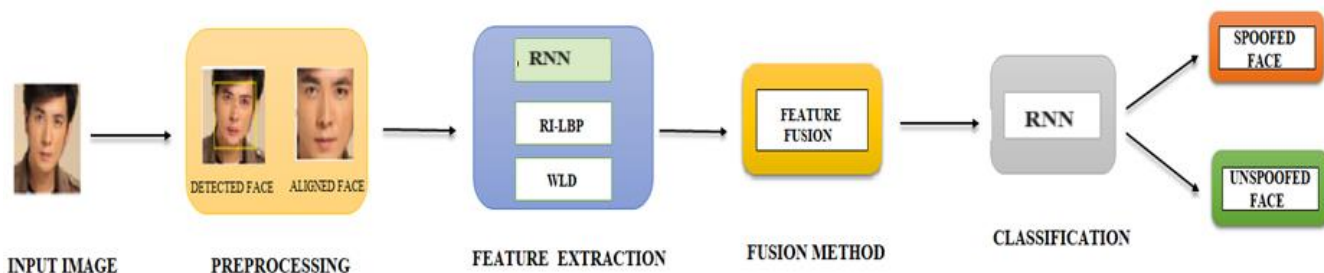 DETECTED FACE
ALIGNED FACE
RNN
RI-LBP
WLD
FEATURE
FUSION
RNN
SPOOFED
FACE
UNSPOOFED
FACE
INPUT IMAGE
PREPROCESSING
FEATURE EXTRACTION
FUSION METHOD
CLASSIFICATION